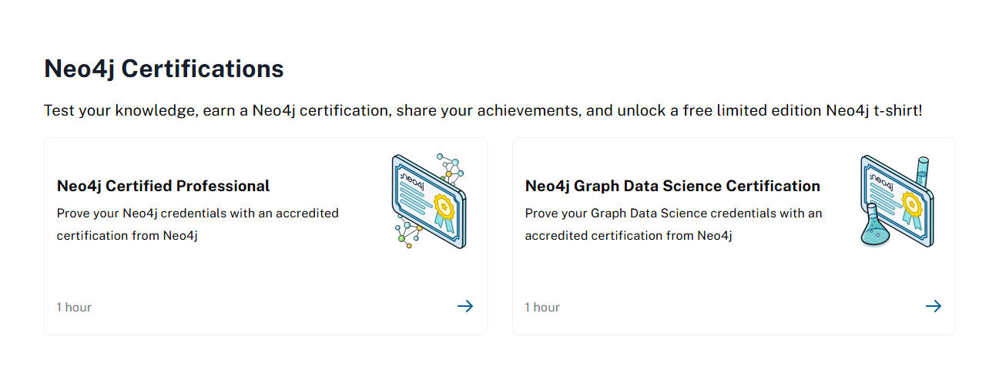 Neo4j Certifications
Test your knowledge, earn a Neo4j certification, share your achievements, and unlock a free limited edition Neo4j t-shirt!
Neo4j Certified Professional
Prove your Neo4j credentials with an accredited
certification from Neo4j
:neo4j
1 hour
Neo4j Graph Data Science Certification
Prove your Graph Data Science credentials with an
accredited certification from Neo4j
:neo4j
1 hour